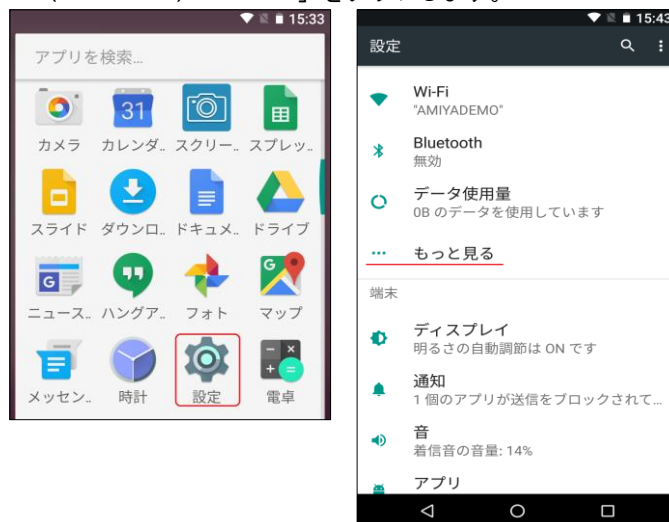 15:33
アプリを検索...
31
カメラ カレンダ.. スクリー.. スプレッ..
スライド ダウンロ.. ドキュメ.. ドライブ
G
G
ニュース.. ハングア.. フォト マップ
メッセン.. 時計 設定 電卓
15:43
設定
Wi-Fi
"AMIYADEMO"
Bluetooth
無効
データ使用量
0B のデータを使用しています
もっと見る
端末
ディスプレイ
明るさの自動調節は ON です
通知
1 個のアプリが送信をブロックされて...
音
着信音の音量: 14%
アプリ